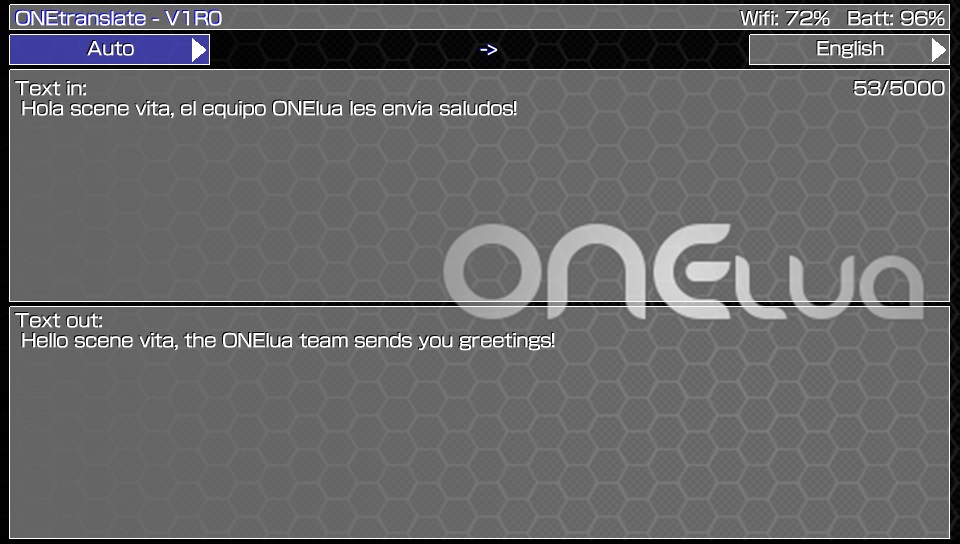 ONEtranslate - V1R0 Wifi: 72% Batt: 96%
Auto -> English
Text in: 53/5000
Hola scene vita, el equipo ONElua les envia saludos!
ONELUA
Text out:
Hello scene vita, the ONElua team sends you greetings!